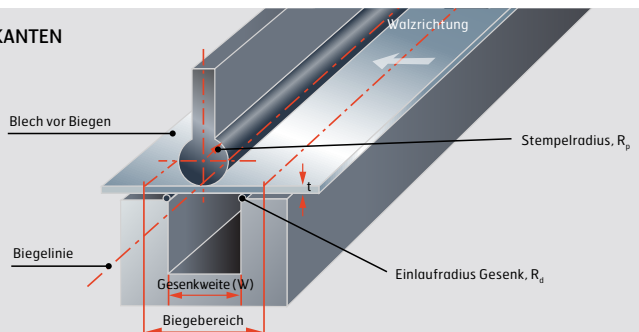 KANTEN
Walzrichtung
Blech vor Biegen
Stempelradius, Rp
t
Biegelinie
Einlaufradius Gesenk, Rd
Gesenkweite (W)
Biegebereich